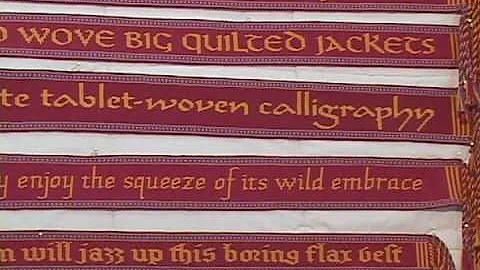 WOVE BIG QUILTED JACKETS
tablet-woven calligraphy
enjoy the squeeze of its wild embrace
will jazz up this boring flax belt